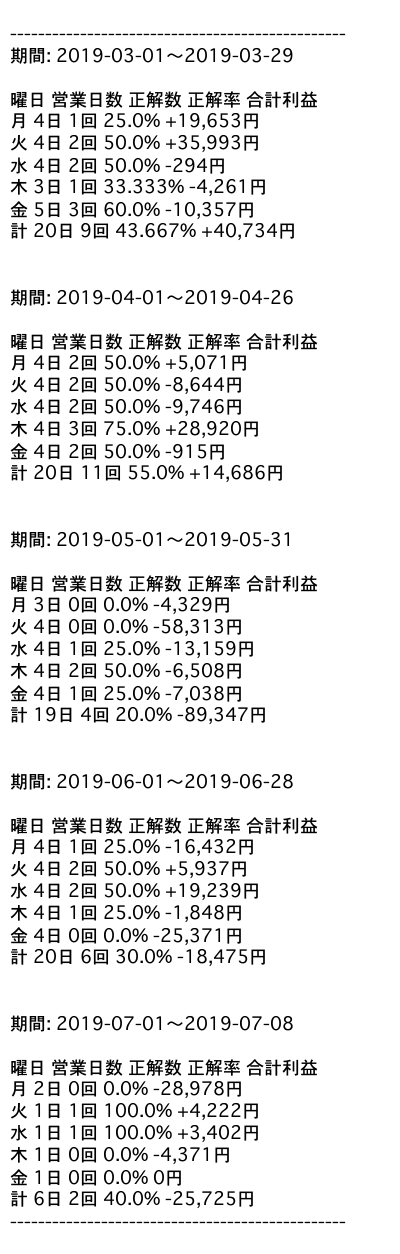 ------------------------------------------------
期間: 2019-03-01～2019-03-29
曜日 営業日数 正解数 正解率 合計利益
月 4日 1回 25.0% +19,653円
火 4日 2回 50.0% +35,993円
水 4日 2回 50.0% -294円
木 3日 1回 33.333% -4,261円
金 5日 3回 60.0% -10,357円
計 20日 9回 43.667% +40,734円
期間: 2019-04-01～2019-04-26
曜日 営業日数 正解数 正解率 合計利益
月 4日 2回 50.0% +5,071円
火 4日 2回 50.0% -8,644円
水 4日 2回 50.0% -9,746円
木 4日 3回 75.0% +28,920円
金 4日 2回 50.0% -915円
計 20日 11回 55.0% +14,686円
期間: 2019-05-01～2019-05-31
曜日 営業日数 正解数 正解率 合計利益
月 3日 0回 0.0% -4,329円
火 4日 0回 0.0% -58,313円
水 4日 1回 25.0% -13,159円
木 4日 2回 50.0% -6,508円
金 4日 1回 25.0% -7,038円
計 19日 4回 20.0% -89,347円
期間: 2019-06-01～2019-06-28
曜日 営業日数 正解数 正解率 合計利益
月 4日 1回 25.0% -16,432円
火 4日 2回 50.0% +5,937円
水 4日 2回 50.0% +19,239円
木 4日 1回 25.0% -1,848円
金 4日 0回 0.0% -25,371円
計 20日 6回 30.0% -18,475円
期間: 2019-07-01～2019-07-08
曜日 営業日数 正解数 正解率 合計利益
月 2日 0回 0.0% -28,978円
火 1日 1回 100.0% +4,222円
水 1日 1回 100.0% +3,402円
木 1日 0回 0.0% -4,371円
金 1日 0回 0.0% 0円
計 6日 2回 40.0% -25,725円
------------------------------------------------